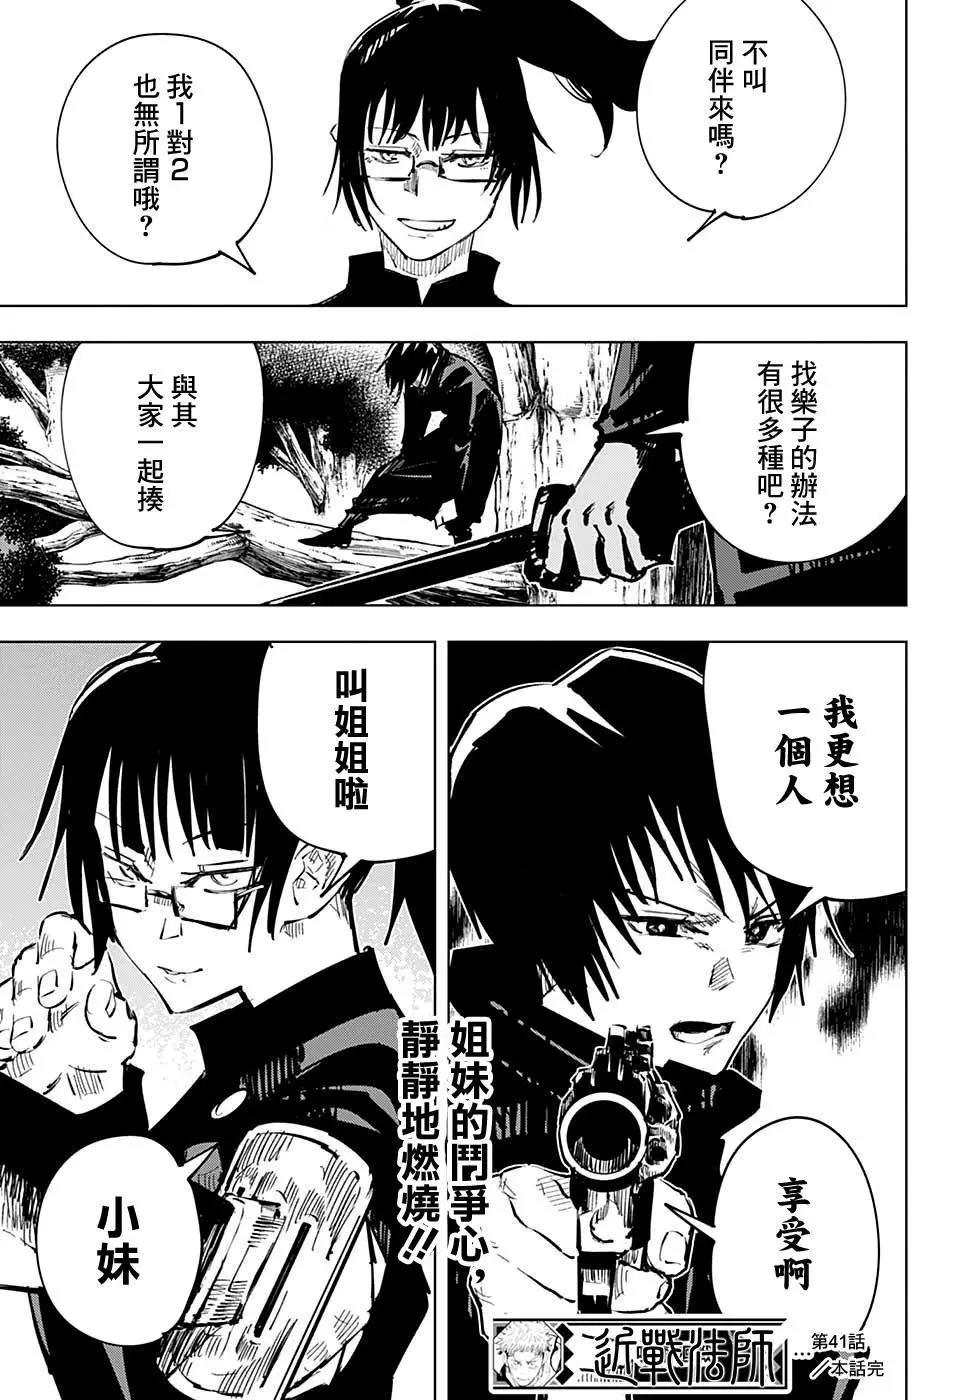 不叫
同伴來嗎?
我1對2
也無所謂哦?
找樂子的辦法
有很多種吧?
與其
大家一起揍
我更想
一個人
享受啊
叫姐姐啦
小妹
姐妹的鬥爭心,
靜靜地燃燒!!
近戰術師
…第41話
/本話完